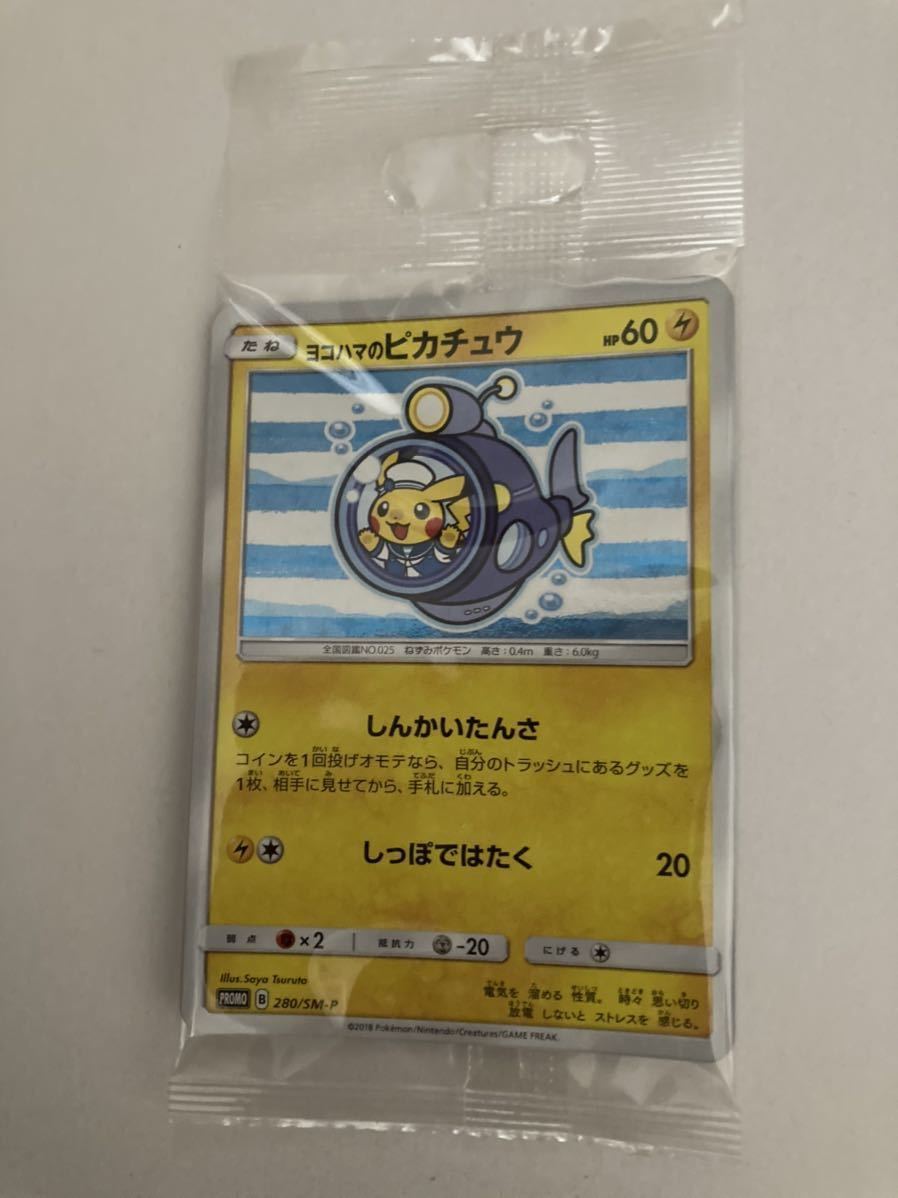 たね ヨコハマのピカチュウ HP60
全国図鑑NO.025 ねずみポケモン 高さ:0.4m 重さ:6.0kg
しんかいたんさ
コインを1回投げオモテなら、自分のトラッシュにあるグッズを
1枚、相手に見せてから、手札に加える。
しっぽではたく 20
弱点 ×2 抵抗力 -20 にげる
Illus.Saya Tsuruta
PROMO B 280/SM-P
電気を 溜める 性質。 時々 思い切り
放電 しないと ストレスを 感じる。
©2018 Pokémon/Nintendo/Creatures/GAME FREAK.